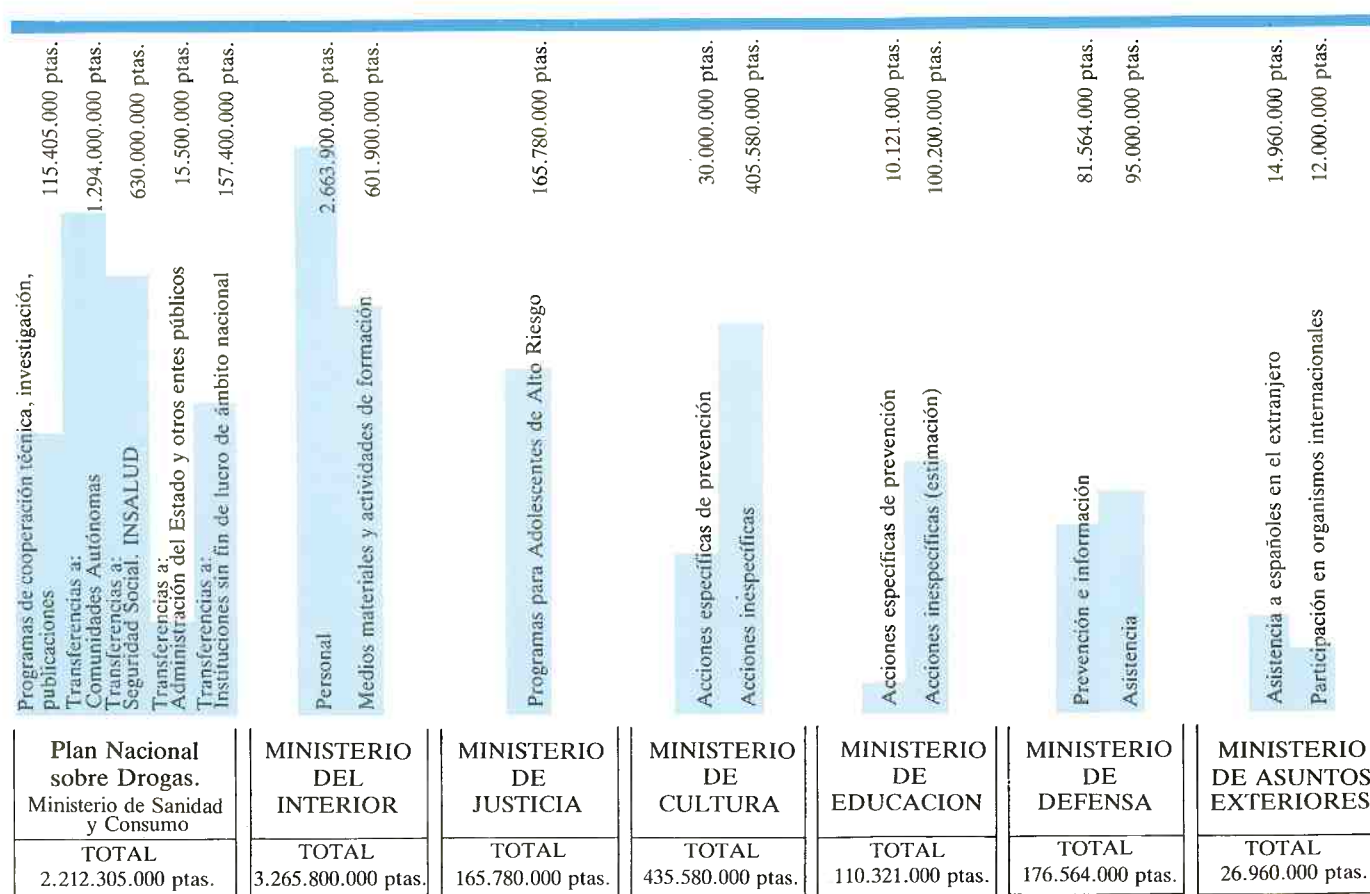 Programas de cooperación técnica, investigación,
publicaciones
115.405.000 ptas.
Transferencias a:
Comunidades Autónomas
1.294.000.000 ptas.
Transferencias a:
Seguridad Social. INSALUD
630.000.000 ptas.
Transferencias a:
Administración del Estado y otros entes públicos
15.500.000 ptas.
Transferencias a:
Instituciones sin fin de lucro de ámbito nacional
157.400.000 ptas.
Plan Nacional
sobre Drogas.
Ministerio de Sanidad
y Consumo
TOTAL
2.212.305.000 ptas.
Personal
2.663.900.000 ptas.
Medios materiales y actividades de formación
601.900.000 ptas.
MINISTERIO
DEL
INTERIOR
TOTAL
3.265.800.000 ptas.
Programas para Adolescentes de Alto Riesgo
165.780.000 ptas.
MINISTERIO
DE
JUSTICIA
TOTAL
165.780.000 ptas.
Acciones específicas de prevención
30.000.000 ptas.
Acciones inespecíficas
405.580.000 ptas.
MINISTERIO
DE
CULTURA
TOTAL
435.580.000 ptas.
Acciones específicas de prevención
10.121.000 ptas.
Acciones inespecíficas (estimación)
100.200.000 ptas.
MINISTERIO
DE
EDUCACION
TOTAL
110.321.000 ptas.
Prevención e información
81.564.000 ptas.
Asistencia
95.000.000 ptas.
MINISTERIO
DE
DEFENSA
TOTAL
176.564.000 ptas.
Asistencia a españoles en el extranjero
14.960.000 ptas.
Participación en organismos internacionales
12.000.000 ptas.
MINISTERIO
DE ASUNTOS
EXTERIORES
TOTAL
26.960.000 ptas.